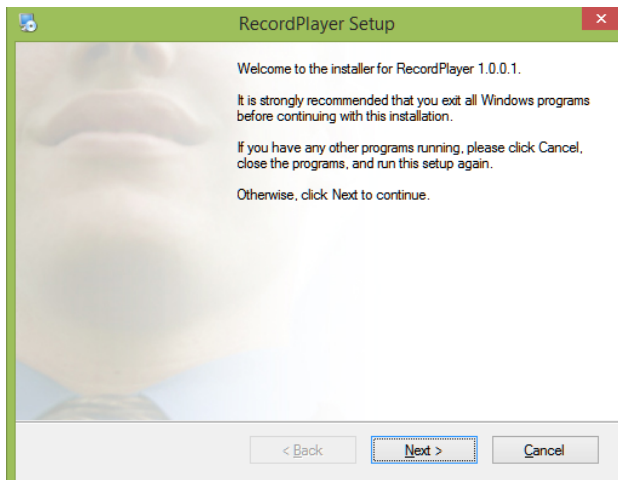 RecordPlayer Setup
Welcome to the installer for RecordPlayer 1.0.0.1.
It is strongly recommended that you exit all Windows programs
before continuing with this installation.
If you have any other programs running, please click Cancel,
close the programs, and run this setup again.
Otherwise, click Next to continue.
< Back Next > Cancel